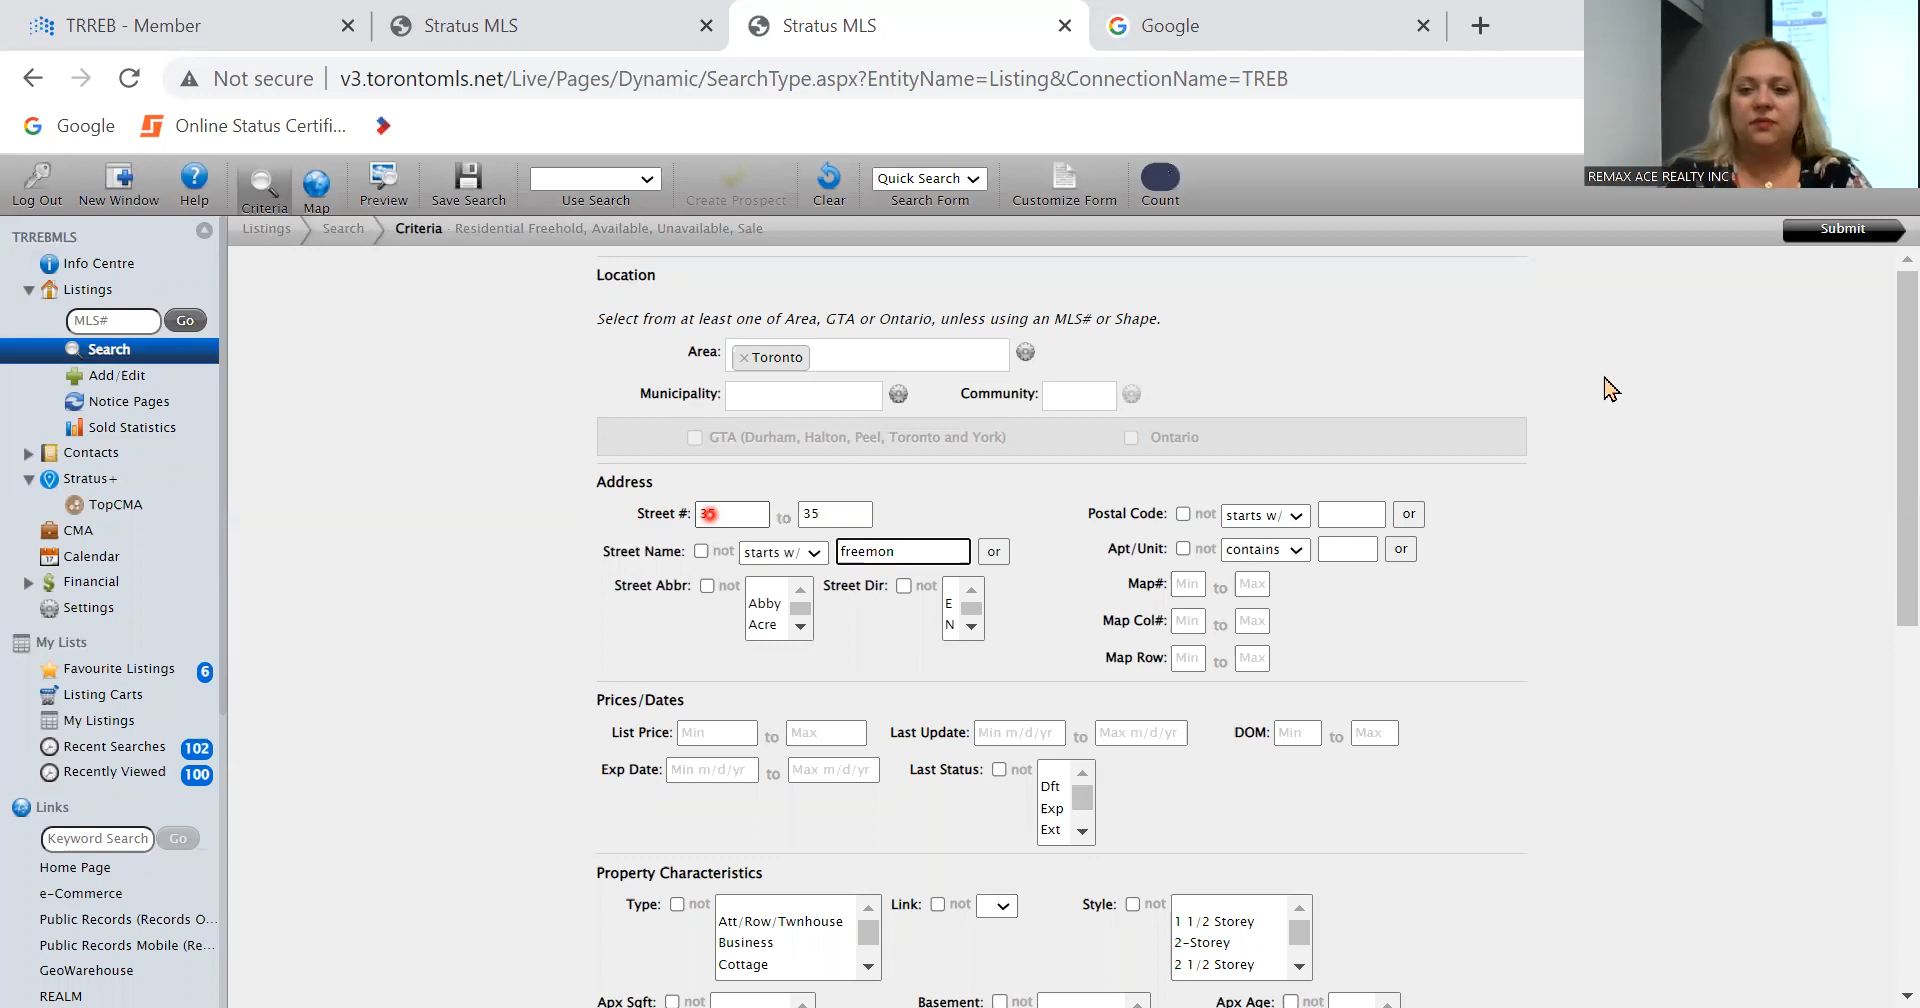 TRREB - Member
Stratus MLS
Stratus MLS
Google
Not secure
v3.torontomls.net/Live/Pages/Dynamic/SearchType.aspx?EntityName=Listing&ConnectionName=TREB
Google
Online Status Certifi...
REMAX ACE REALTY INC
Log Out
New Window
Help
Criteria
Map
Preview
Save Search
Use Search
Create Prospect
Clear
Quick Search
Search Form
Customize Form
Count
TRREBMLS
Listings
Search
Criteria - Residential Freehold, Available, Unavailable, Sale
Submit
Info Centre
Listings
MLS#
Go
Search
Add/Edit
Notice Pages
Sold Statistics
Contacts
Stratus+
TopCMA
CMA
Calendar
Financial
Settings
My Lists
Favourite Listings 6
Listing Carts
My Listings
Recent Searches 102
Recently Viewed 100
Links
Keyword Search
Go
Home Page
e-Commerce
Public Records (Records O...
Public Records Mobile (Re...
GeoWarehouse
REALM
Location
Select from at least one of Area, GTA or Ontario, unless using an MLS# or Shape.
Area: × Toronto
Municipality:
Community:
GTA (Durham, Halton, Peel, Toronto and York)
Ontario
Address
Street #: 35 to 35
Postal Code: not starts w/ or
Street Name: not starts w/ freemon or
Apt/Unit: not contains or
Street Abbr: not Abby Acre
Street Dir: not E N
Map#: Min to Max
Map Col#: Min to Max
Map Row: Min to Max
Prices/Dates
List Price: Min to Max
Last Update: Min m/d/yr to Max m/d/yr
DOM: Min to Max
Exp Date: Min m/d/yr to Max m/d/yr
Last Status: not
Dft
Exp
Ext
Property Characteristics
Type: not
Att/Row/Twnhouse
Business
Cottage
Link: not
Style: not
1 1/2 Storey
2-Storey
2 1/2 Storey
Apx Sqft: not
Basement: not
Apx Age: not